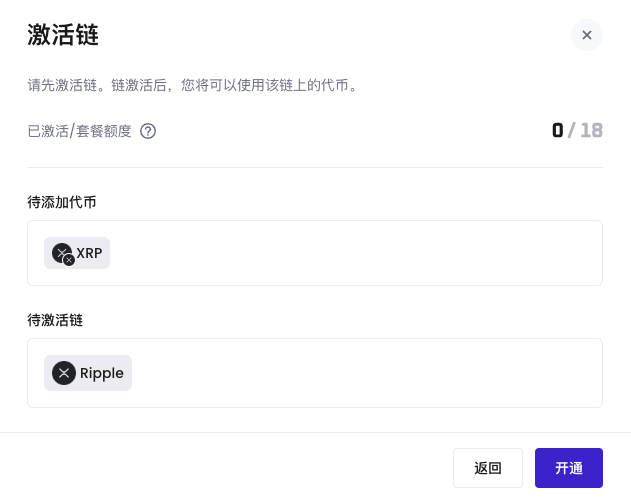 激活链
请先激活链。链激活后，您将可以使用该链上的代币。
已激活/套餐额度 ?
0 / 18
待添加代币
XRP
待激活链
Ripple
返回
开通